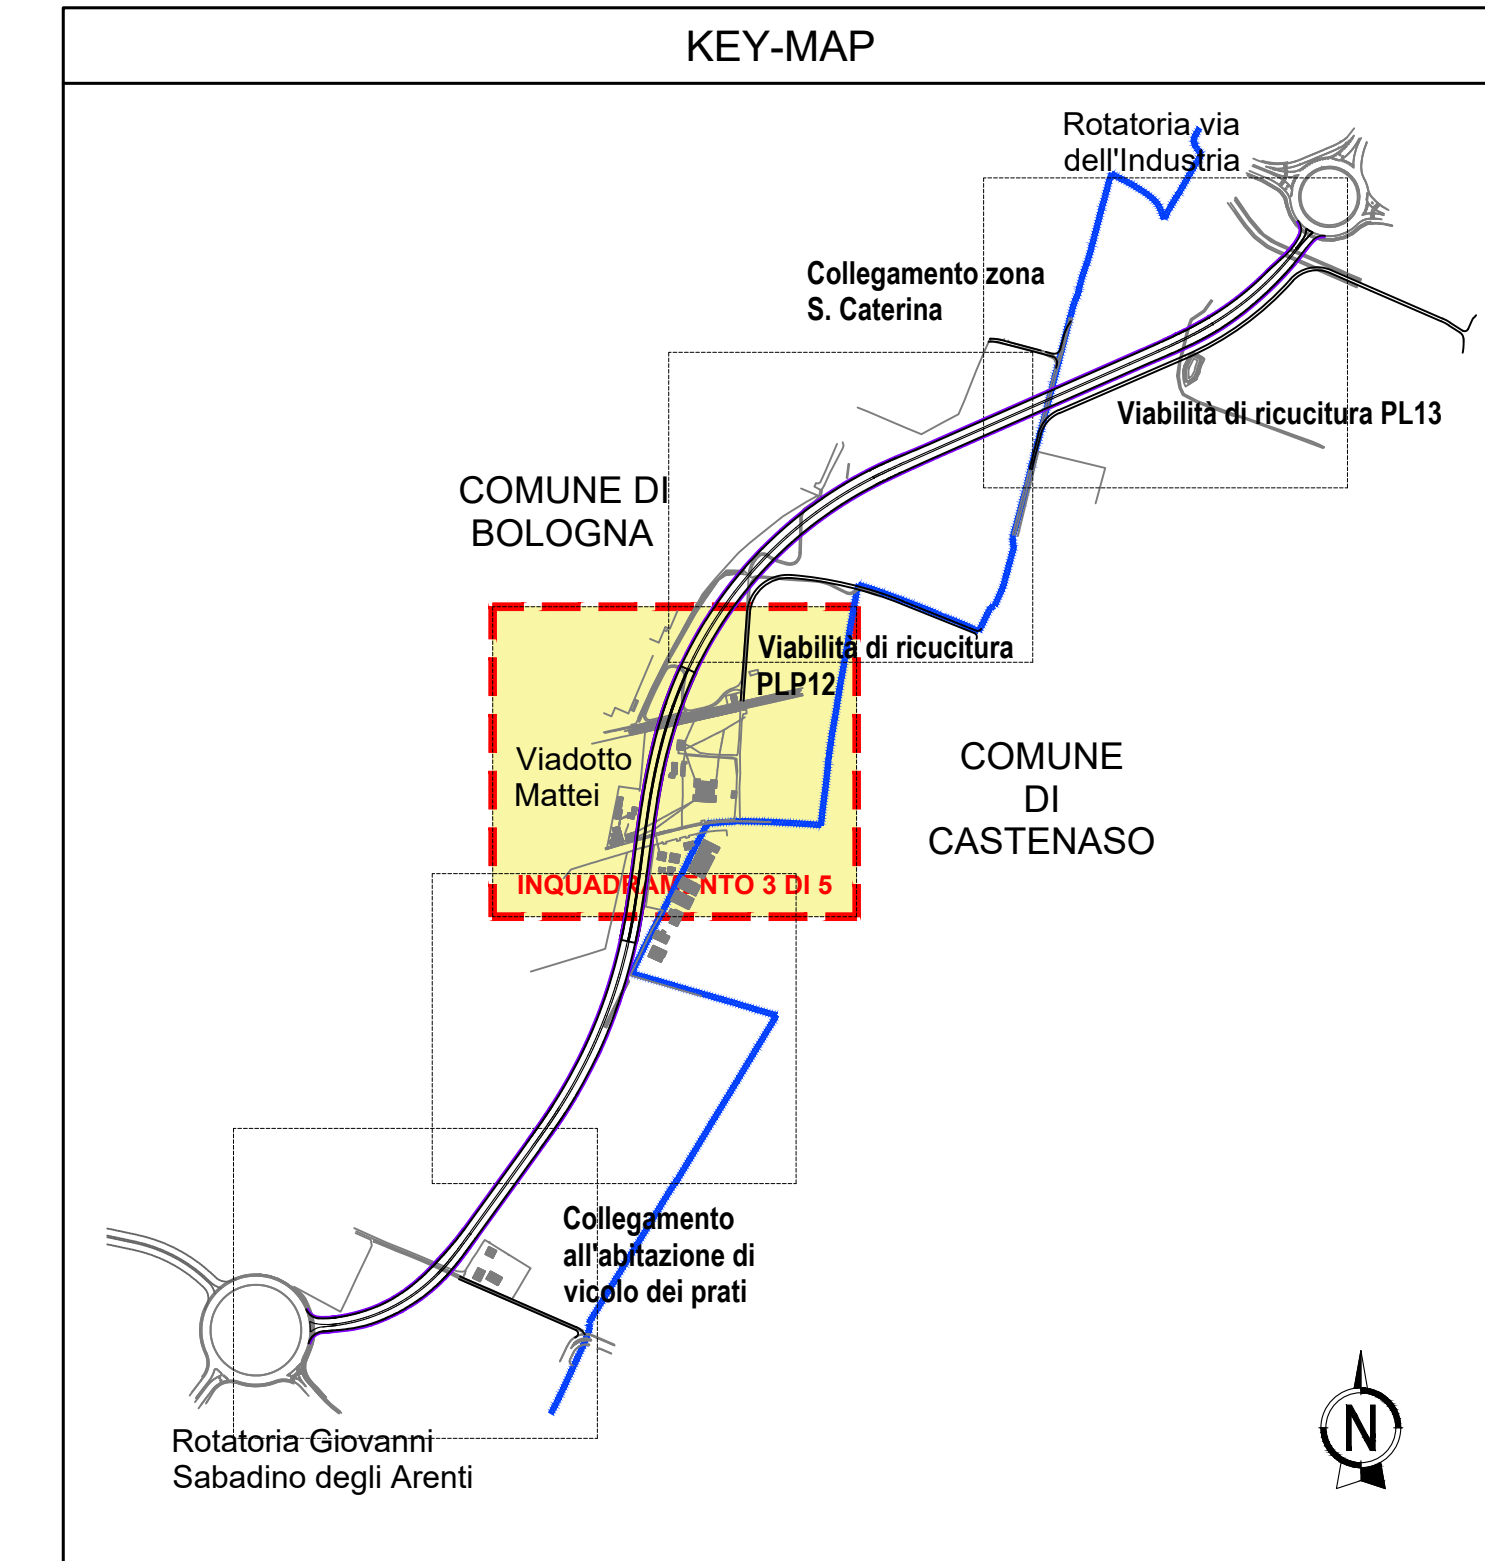 KEY-MAP
Rotatoria via
dell'Industria
Collegamento zona
S. Caterina
Viabilità di ricucitura PL13
COMUNE DI
BOLOGNA
Viabilità di ricucitura
PLP12
Viadotto
Mattei
COMUNE
DI
CASTENASO
INQUADRAMENTO 3 DI 5
Collegamento
all'abitazione di
vicolo dei prati
Rotatoria Giovanni
Sabadino degli Arenti
N